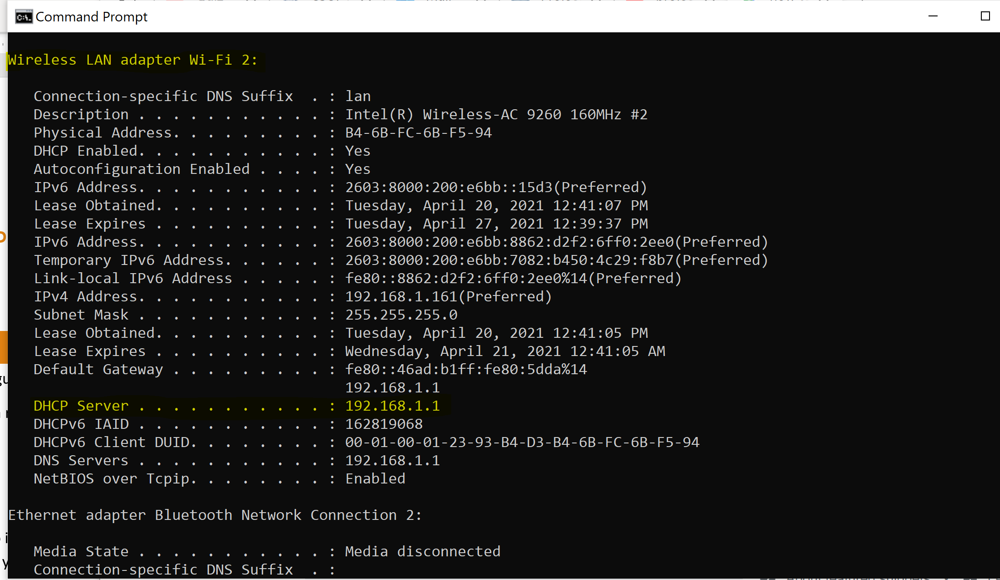 Command Prompt
Wireless LAN adapter Wi-Fi 2:
Connection-specific DNS Suffix  . : lan
Description . . . . . . . . . . . : Intel(R) Wireless-AC 9260 160MHz #2
Physical Address. . . . . . . . . : B4-6B-FC-6B-F5-94
DHCP Enabled. . . . . . . . . . . : Yes
Autoconfiguration Enabled . . . . : Yes
IPv6 Address. . . . . . . . . . . : 2603:8000:200:e6bb::15d3(Preferred)
Lease Obtained. . . . . . . . . . : Tuesday, April 20, 2021 12:41:07 PM
Lease Expires . . . . . . . . . . : Tuesday, April 27, 2021 12:39:37 PM
IPv6 Address. . . . . . . . . . . : 2603:8000:200:e6bb:8862:d2f2:6ff0:2ee0(Preferred)
Temporary IPv6 Address. . . . . . : 2603:8000:200:e6bb:7082:b450:4c29:f8b7(Preferred)
Link-local IPv6 Address . . . . . : fe80::8862:d2f2:6ff0:2ee0%14(Preferred)
IPv4 Address. . . . . . . . . . . : 192.168.1.161(Preferred)
Subnet Mask . . . . . . . . . . . : 255.255.255.0
Lease Obtained. . . . . . . . . . : Tuesday, April 20, 2021 12:41:05 PM
Lease Expires . . . . . . . . . . : Wednesday, April 21, 2021 12:41:05 AM
Default Gateway . . . . . . . . . : fe80::46ad:b1ff:fe80:5dda%14
192.168.1.1
DHCP Server . . . . . . . . . . . : 192.168.1.1
DHCPv6 IAID . . . . . . . . . . . : 162819068
DHCPv6 Client DUID. . . . . . . . : 00-01-00-01-23-93-B4-D3-B4-6B-FC-6B-F5-94
DNS Servers . . . . . . . . . . . : 192.168.1.1
NetBIOS over Tcpip. . . . . . . . : Enabled
Ethernet adapter Bluetooth Network Connection 2:
Media State . . . . . . . . . . . : Media disconnected
Connection-specific DNS Suffix  . :